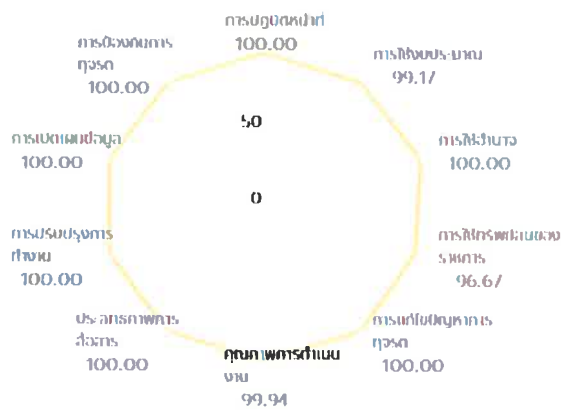 การปฏิบัติหน้าที่
100.00
การป้องกันการ
ทุจริต
100.00
การใช้งบประมาณ
99.17
50
การเปิดเผยข้อมูล
100.00
การใช้อำนาจ
100.00
0
การปรับปรุงการ
ทำงาน
100.00
การใช้ทรัพย์สินของ
ราชการ
96.67
ประสิทธิภาพการ
สื่อสาร
100.00
การแก้ไขปัญหาการ
ทุจริต
100.00
คุณภาพการดำเนิน
งาน
99.94